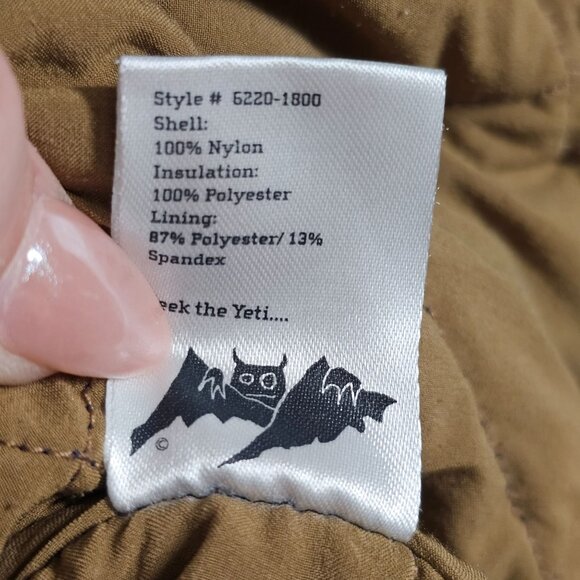 Style # 6220-1800
Shell:
100% Nylon
Insulation:
100% Polyester
Lining:
87% Polyester/ 13%
Spandex
eek the Yeti....
©